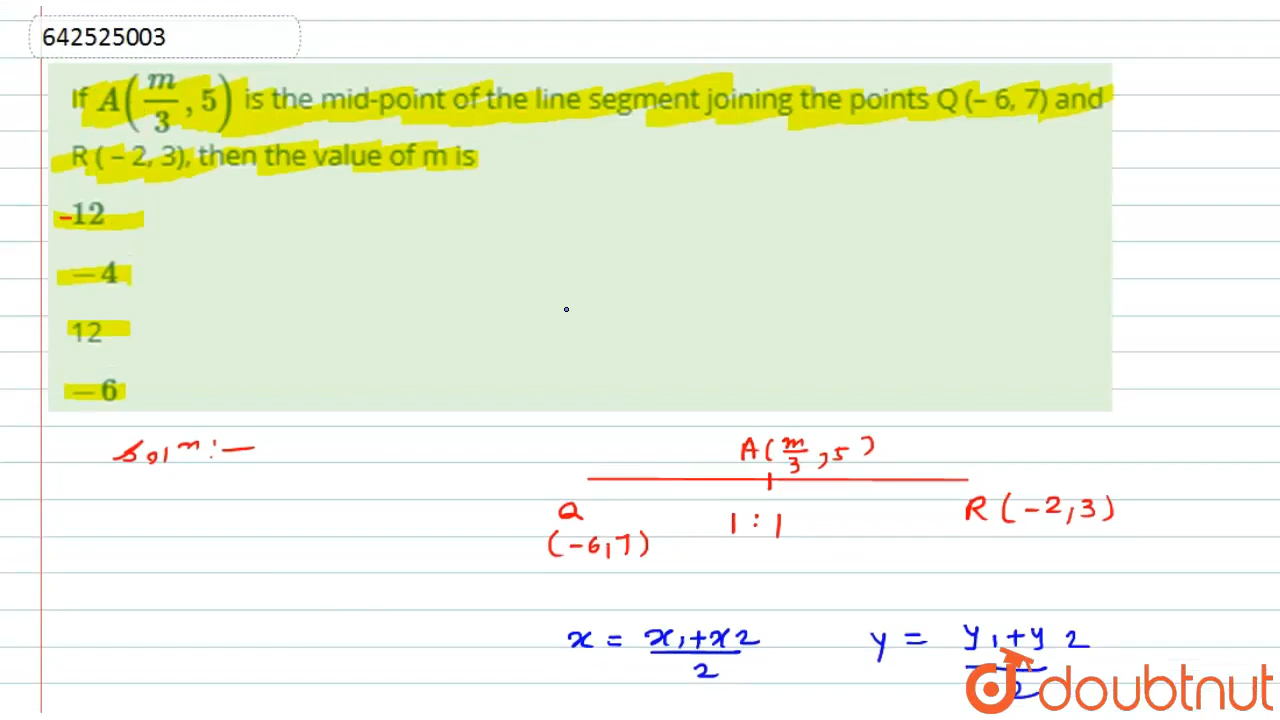 642525003
If A(m/3, 5) is the mid-point of the line segment joining the points Q (– 6, 7) and
R ( – 2, 3), then the value of m is
-12
−4
12
−6
Solⁿ:—
A(m/3, 5)
Q
R (-2,3)
1 : 1
(-6,7)
x = x₁+x2/2
y = y₁+y2/2
doubtnut